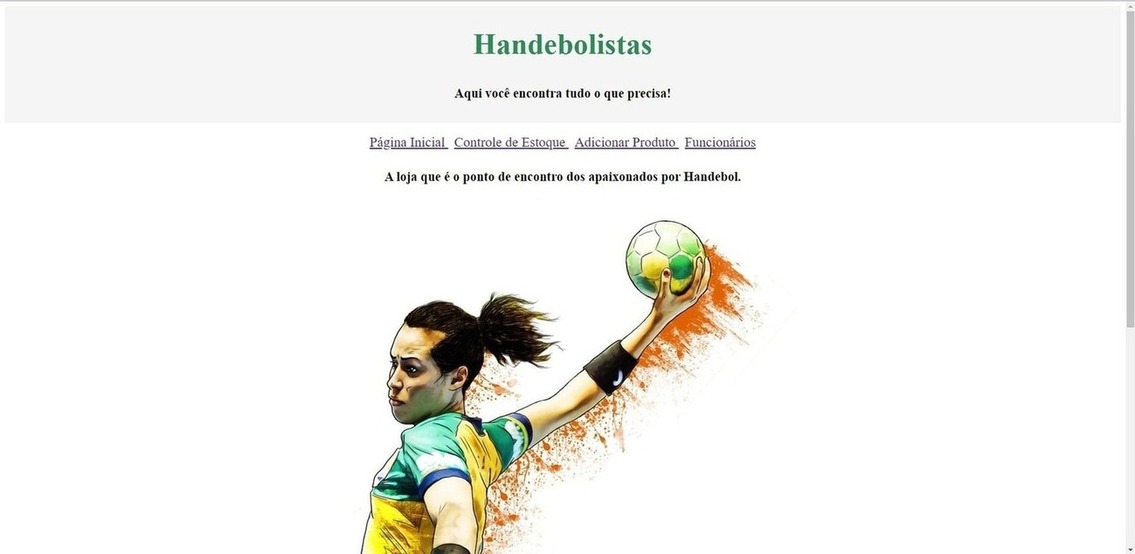 Handebolistas
Aqui você encontra tudo o que precisa!
Página Inicial Controle de Estoque Adicionar Produto Funcionários
A loja que é o ponto de encontro dos apaixonados por Handebol.